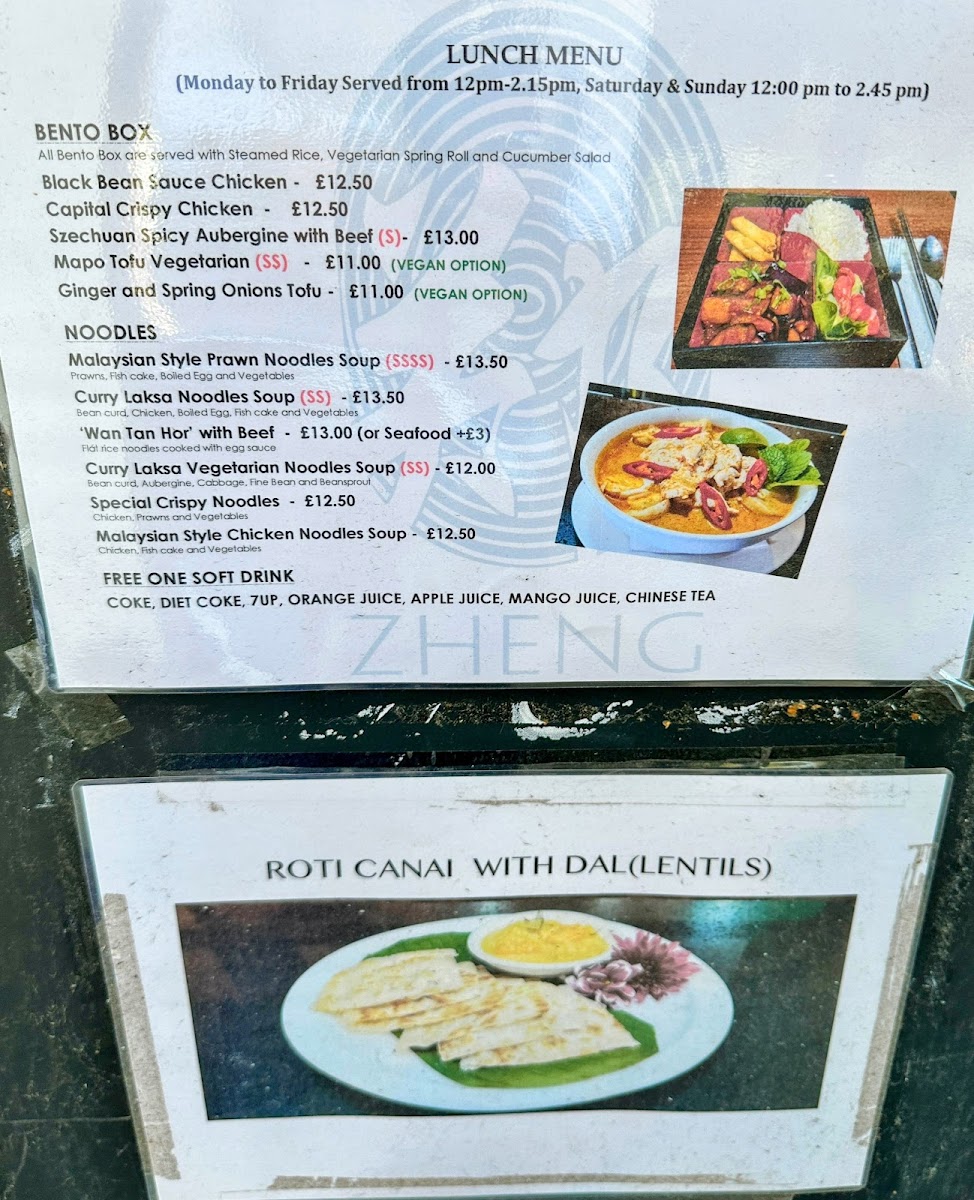 LUNCH MENU
(Monday to Friday Served from 12pm-2.15pm, Saturday & Sunday 12:00 pm to 2.45 pm)
BENTO BOX
All Bento Box are served with Steamed Rice, Vegetarian Spring Roll and Cucumber Salad
Black Bean Sauce Chicken - £12.50
Capital Crispy Chicken - £12.50
Szechuan Spicy Aubergine with Beef (S)- £13.00
Mapo Tofu Vegetarian (SS) - £11.00 (VEGAN OPTION)
Ginger and Spring Onions Tofu - £11.00 (VEGAN OPTION)
NOODLES
Malaysian Style Prawn Noodles Soup (SSSS) - £13.50
Prawns, Fish cake, Boiled Egg and Vegetables
Curry Laksa Noodles Soup (SS) - £13.50
Bean curd, Chicken, Boiled Egg, Fish cake and Vegetables
'Wan Tan Hor' with Beef - £13.00 (or Seafood +£3)
Flat rice noodles cooked with egg sauce
Curry Laksa Vegetarian Noodles Soup (SS) - £12.00
Bean curd, Aubergine, Cabbage, Fine Bean and Beansprout
Special Crispy Noodles - £12.50
Chicken, Prawns and Vegetables
Malaysian Style Chicken Noodles Soup - £12.50
Chicken, Fish cake and Vegetables
FREE ONE SOFT DRINK
COKE, DIET COKE, 7UP, ORANGE JUICE, APPLE JUICE, MANGO JUICE, CHINESE TEA
ZHENG
ROTI CANAI WITH DAL(LENTILS)